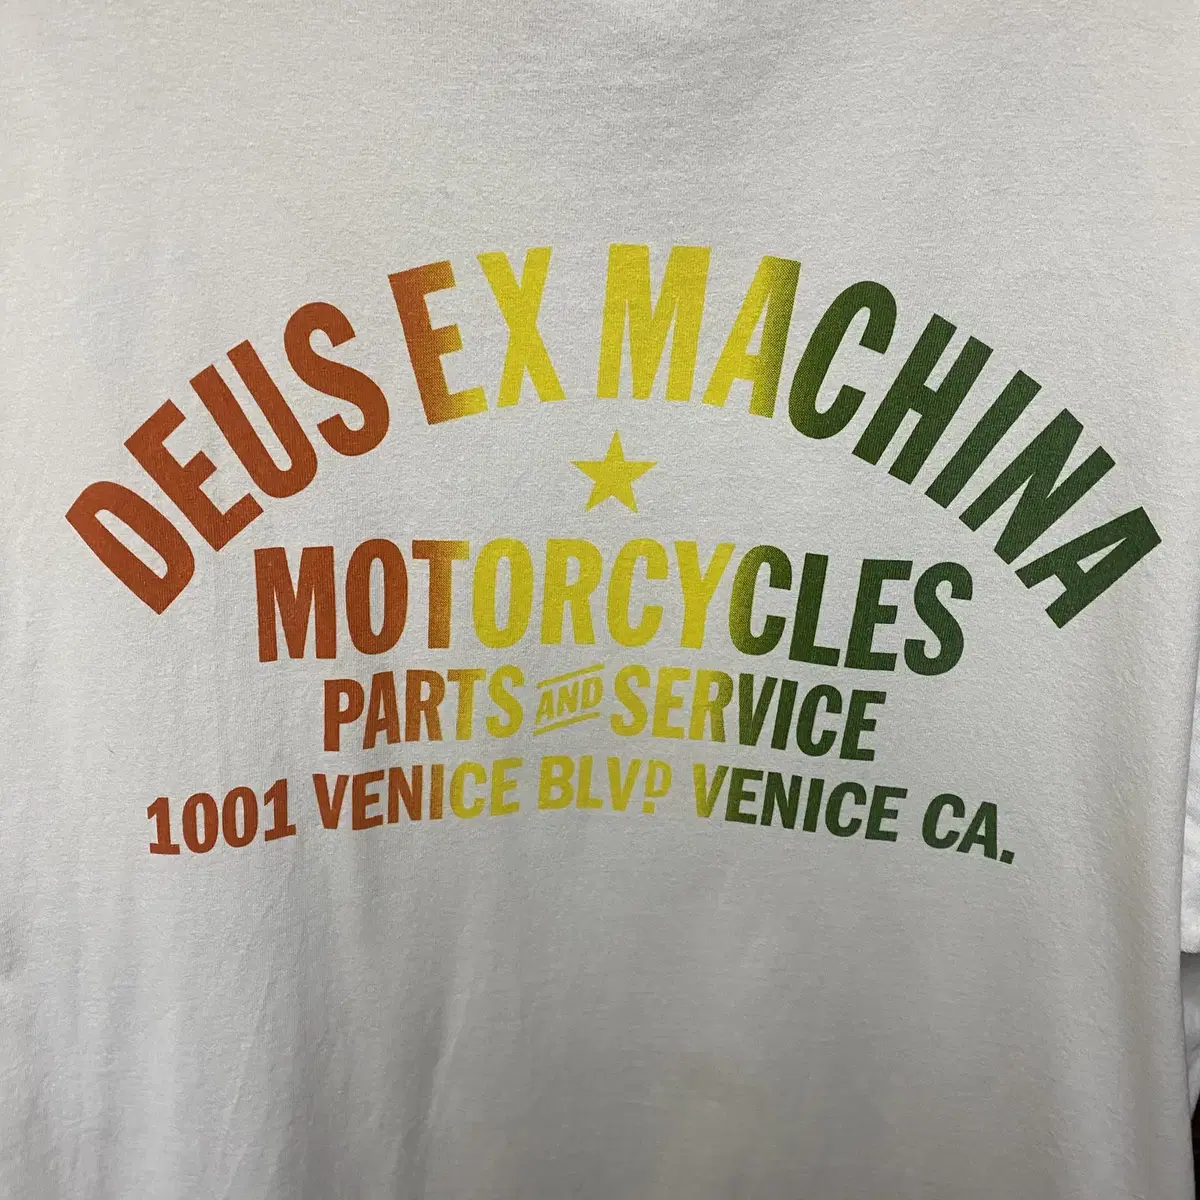 DEUS EX MACHINA
MOTORCYCLES
PARTS AND SERVICE
1001 VENICE BLVD. VENICE CA.